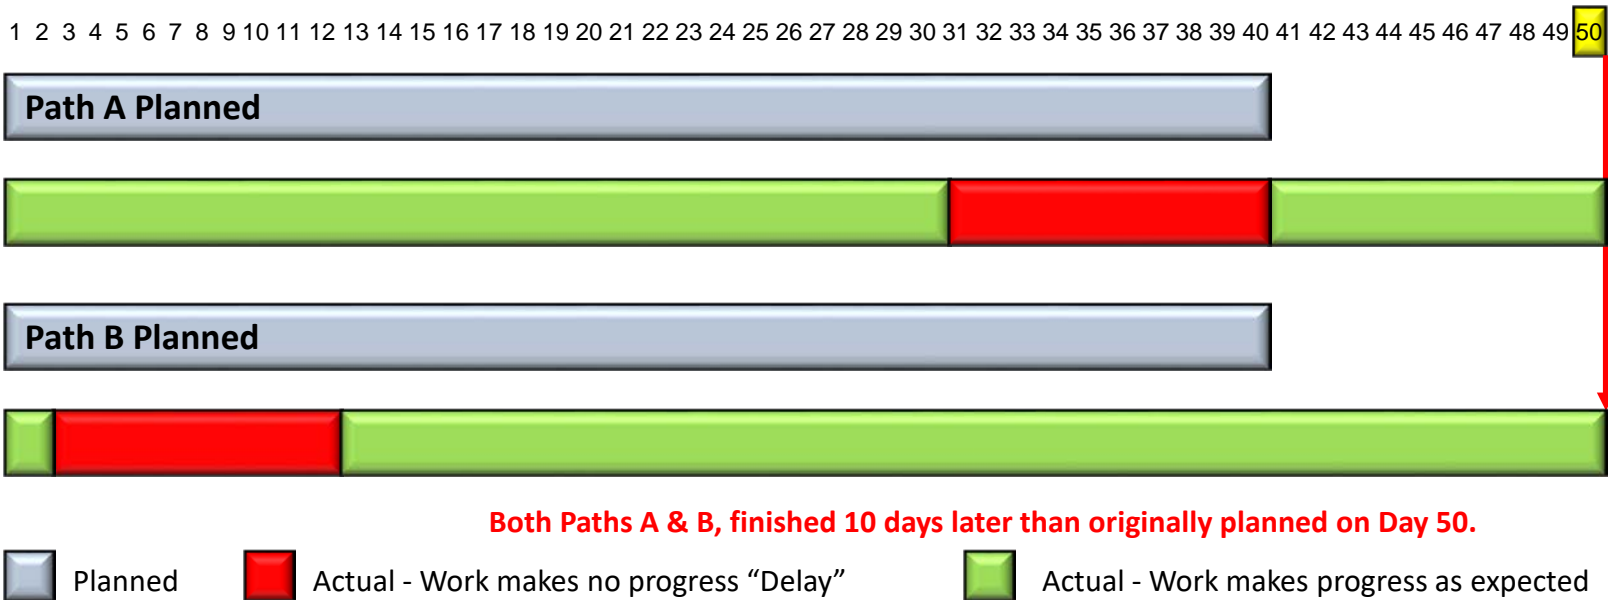 1 2 3 4 5 6 7 8 9 10 11 12 13 14 15 16 17 18 19 20 21 22 23 24 25 26 27 28 29 30 31 32 33 34 35 36 37 38 39 40 41 42 43 44 45 46 47 48 49 50
Path A Planned
Path B Planned
Both Paths A & B, finished 10 days later than originally planned on Day 50.
Planned Actual - Work makes no progress “Delay” Actual - Work makes progress as expected